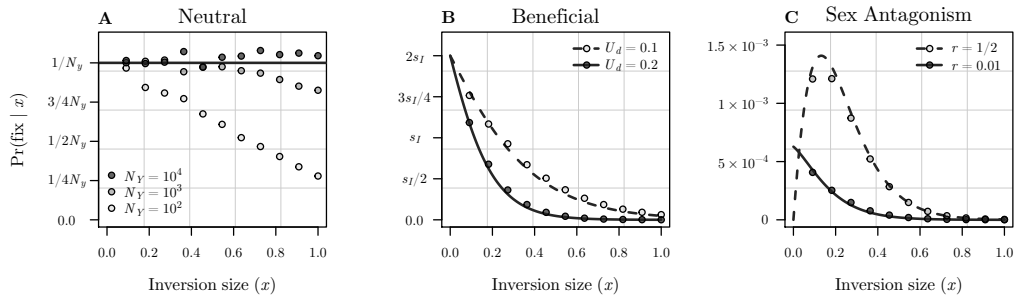 A Neutral
B Beneficial
C Sex Antagonism
Pr(fix | x)
1/N_y
3/4N_y
1/2N_y
1/4N_y
0.0
N_Y = 10^4
N_Y = 10^3
N_Y = 10^2
0.0 0.2 0.4 0.6 0.8 1.0
Inversion size (x)
2s_I
3s_I/4
s_I
s_I/2
0.0
U_d = 0.1
U_d = 0.2
0.0 0.2 0.4 0.6 0.8 1.0
Inversion size (x)
1.5 × 10^−3
1 × 10^−3
5 × 10^−4
0
r = 1/2
r = 0.01
0.0 0.2 0.4 0.6 0.8 1.0
Inversion size (x)